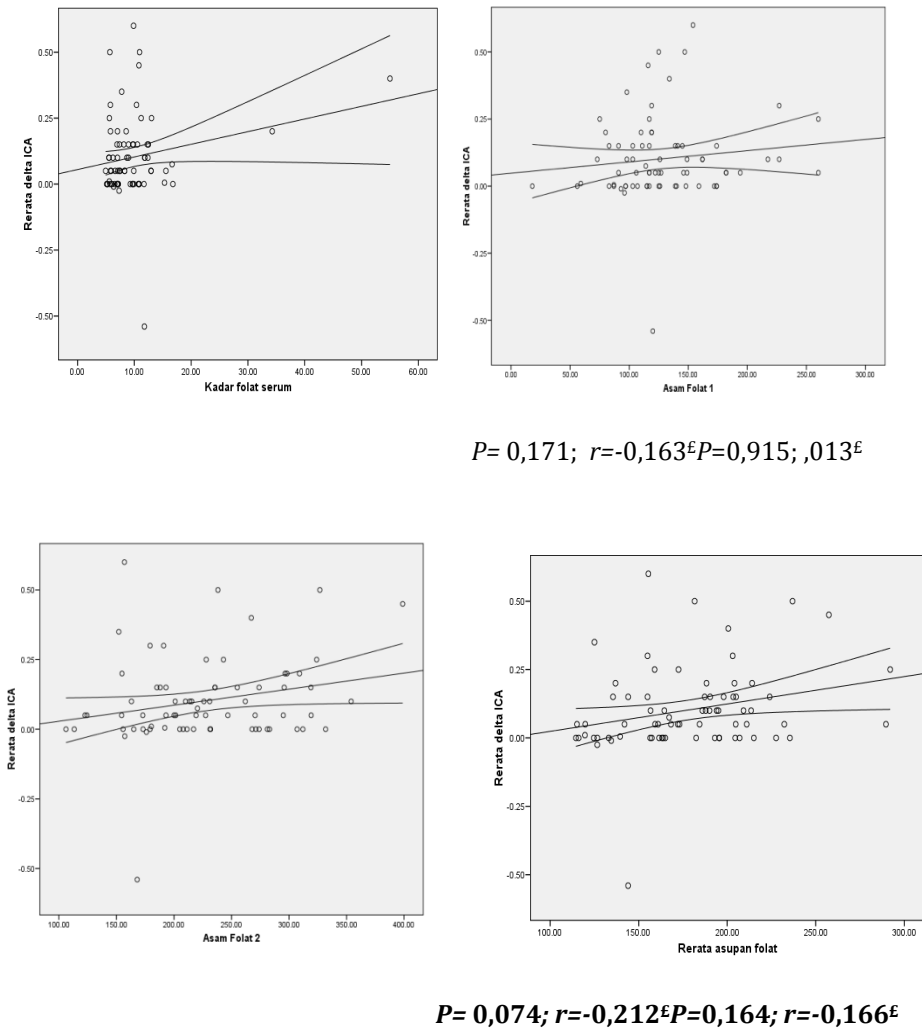 0.50
0.25
0.00
-0.25
-0.50
Rerata delta ICA
0.00 10.00 20.00 30.00 40.00 50.00 60.00
Kadar folat serum
0.50
0.25
0.00
-0.25
-0.50
Rerata delta ICA
0.00 50.00 100.00 150.00 200.00 250.00 300.00
Asam Folat 1
P= 0,171; r=-0,163£P=0,915; ,013£
0.50
0.25
0.00
-0.25
-0.50
Rerata delta ICA
100.00 150.00 200.00 250.00 300.00 350.00 400.00
Asam Folat 2
0.50
0.25
0.00
-0.25
-0.50
Rerata delta ICA
100.00 150.00 200.00 250.00 300.00
Rerata asupan folat
P= 0,074; r=-0,212£P=0,164; r=-0,166£